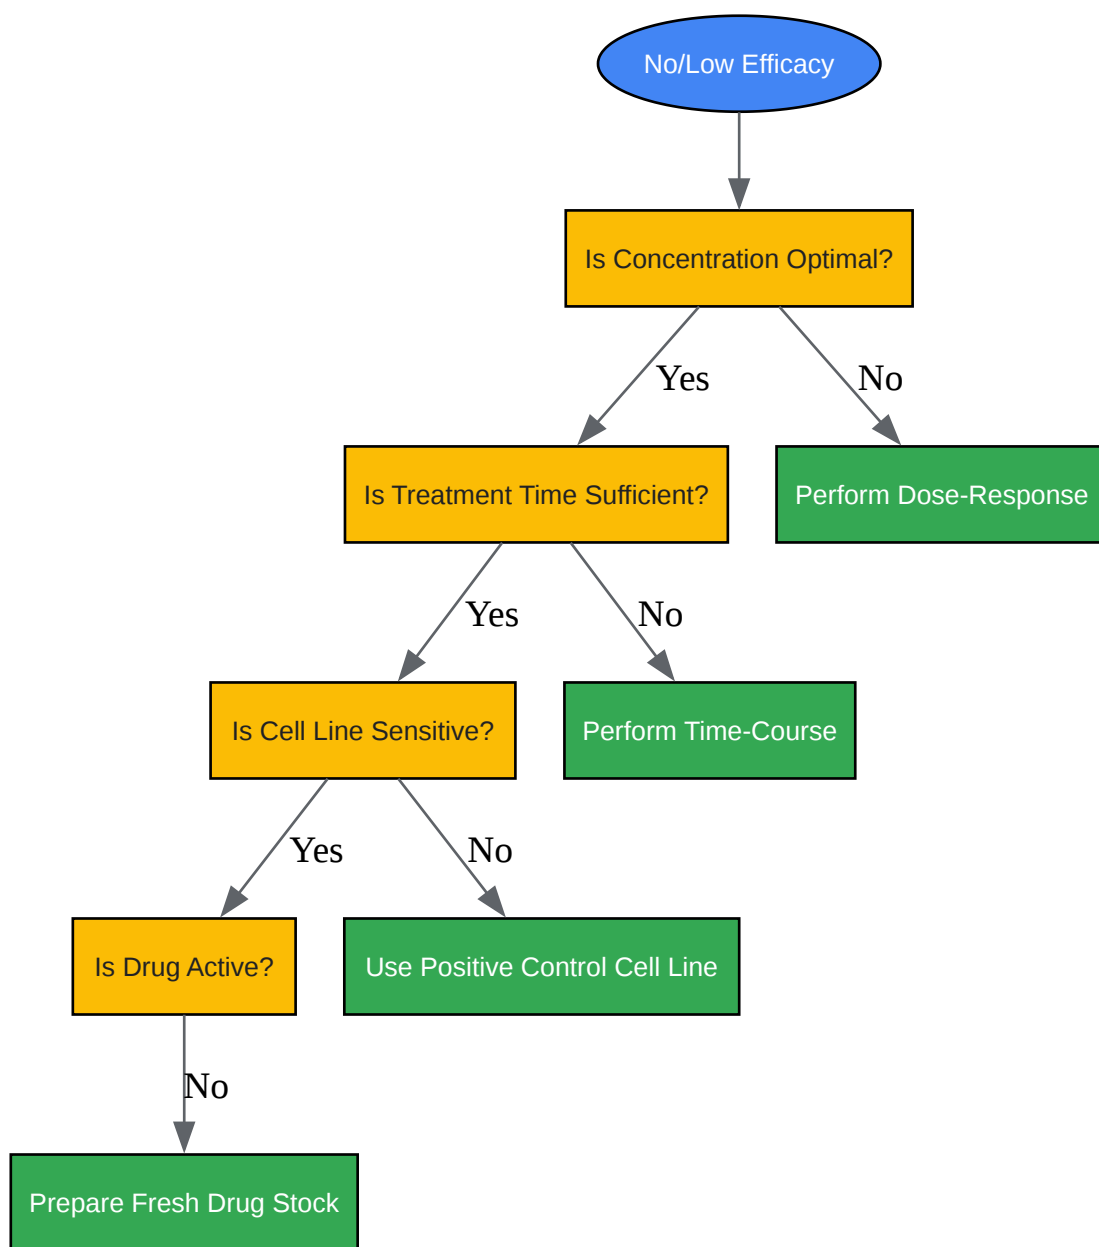 No/Low Efficacy
Is Concentration Optimal?
Yes
No
Is Treatment Time Sufficient?
Perform Dose-Response
Yes
No
Is Cell Line Sensitive?
Perform Time-Course
Yes
No
Is Drug Active?
Use Positive Control Cell Line
No
Prepare Fresh Drug Stock